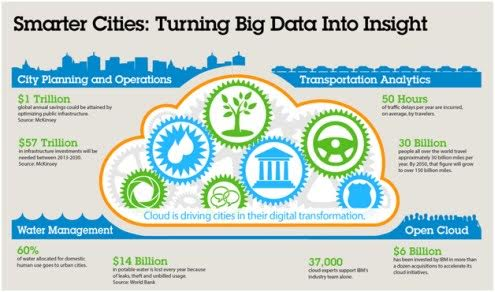 Smarter Cities: Turning Big Data Into Insight
City Planning and Operations
$1 Trillion
global annual savings could be attained by
optimizing public infrastructure.
Source: McKinsey
$57 Trillion
in infrastructure investments will be
needed between 2013-2030.
Source: McKinsey
Transportation Analytics
50 Hours
of traffic delays per year are incurred,
on average, by travelers.
30 Billion
people all over the world travel
approximately 30 billion miles per
year. By 2050, that figure will grow
to over 150 billion miles.
Cloud is driving cities in their digital transformation.
Water Management
60%
of water allocated for domestic
human use goes to urban cities.
$14 Billion
in potable water is lost every year because
of leaks, theft and unbilled usage.
Source: World Bank
Open Cloud
37,000
cloud experts support IBM's
industry team alone.
$6 Billion
has been invested by IBM in more than
a dozen acquisitions to accelerate its
cloud initiatives.